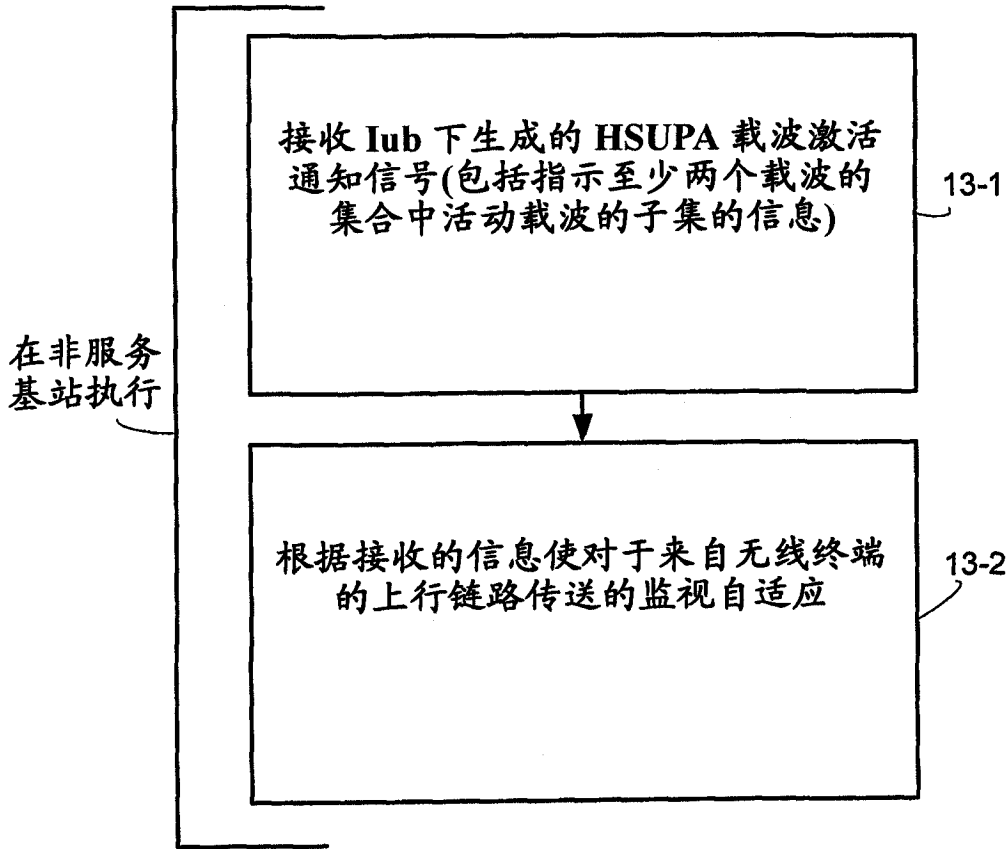 接收 Iub 下生成的 HSUPA 载波激活
通知信号(包括指示至少两个载波的
集合中活动载波的子集的信息)
13-1
在非服务
基站执行
根据接收的信息使对于来自无线终端
的上行链路传送的监视自适应
13-2